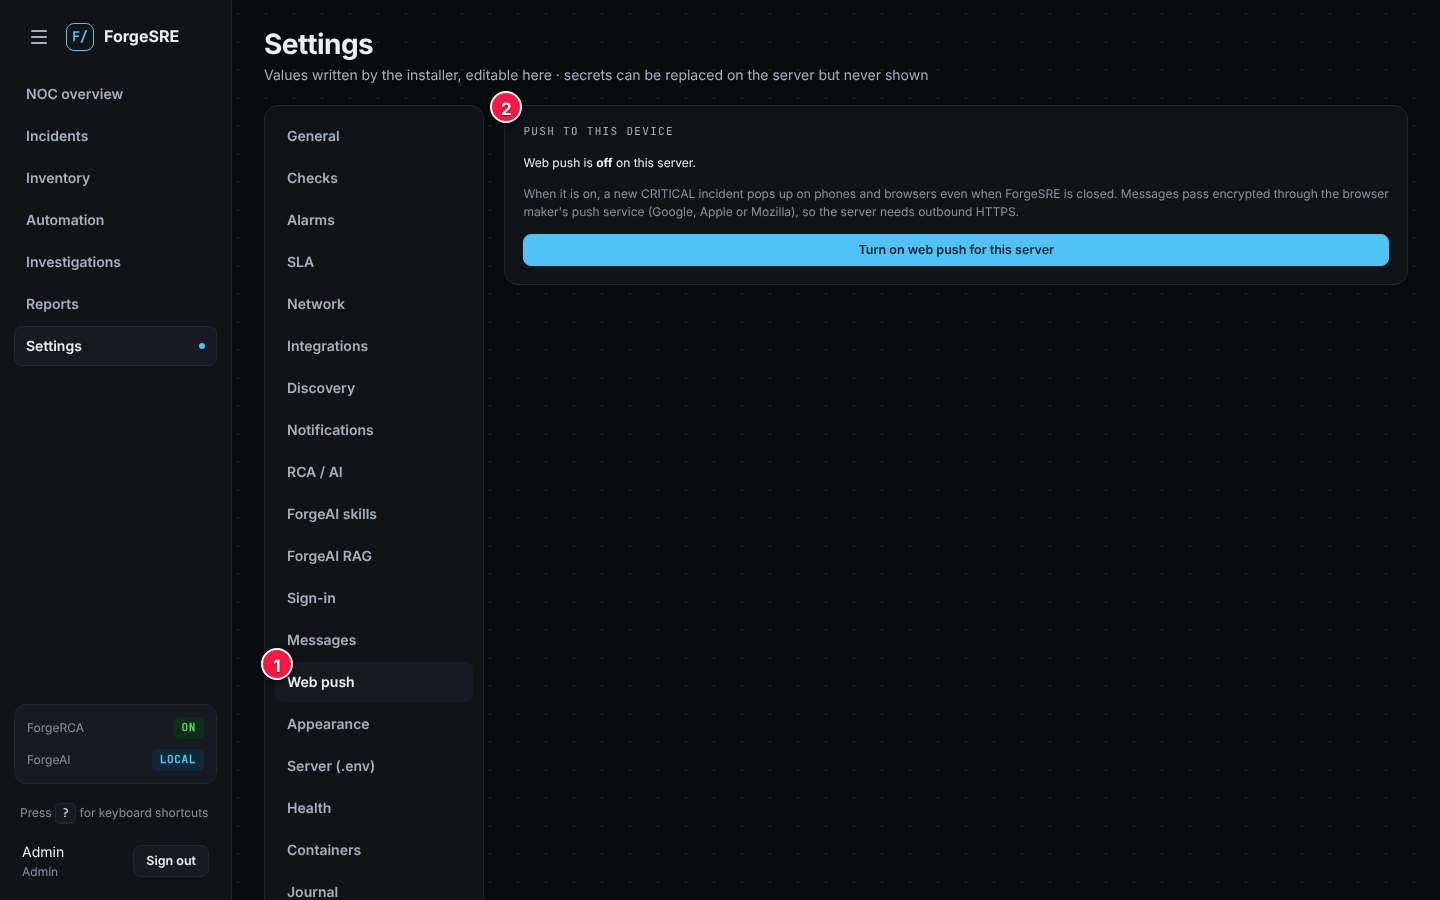 F/ ForgeSRE
NOC overview
Incidents
Inventory
Automation
Investigations
Reports
Settings
ForgeRCA ON
ForgeAI LOCAL
Press ? for keyboard shortcuts
Admin
Admin
Sign out
Settings
Values written by the installer, editable here · secrets can be replaced on the server but never shown
General
Checks
Alarms
SLA
Network
Integrations
Discovery
Notifications
RCA / AI
ForgeAI skills
ForgeAI RAG
Sign-in
Messages
1
Web push
Appearance
Server (.env)
Health
Containers
Journal
2
PUSH TO THIS DEVICE
Web push is off on this server.
When it is on, a new CRITICAL incident pops up on phones and browsers even when ForgeSRE is closed. Messages pass encrypted through the browser
maker's push service (Google, Apple or Mozilla), so the server needs outbound HTTPS.
Turn on web push for this server